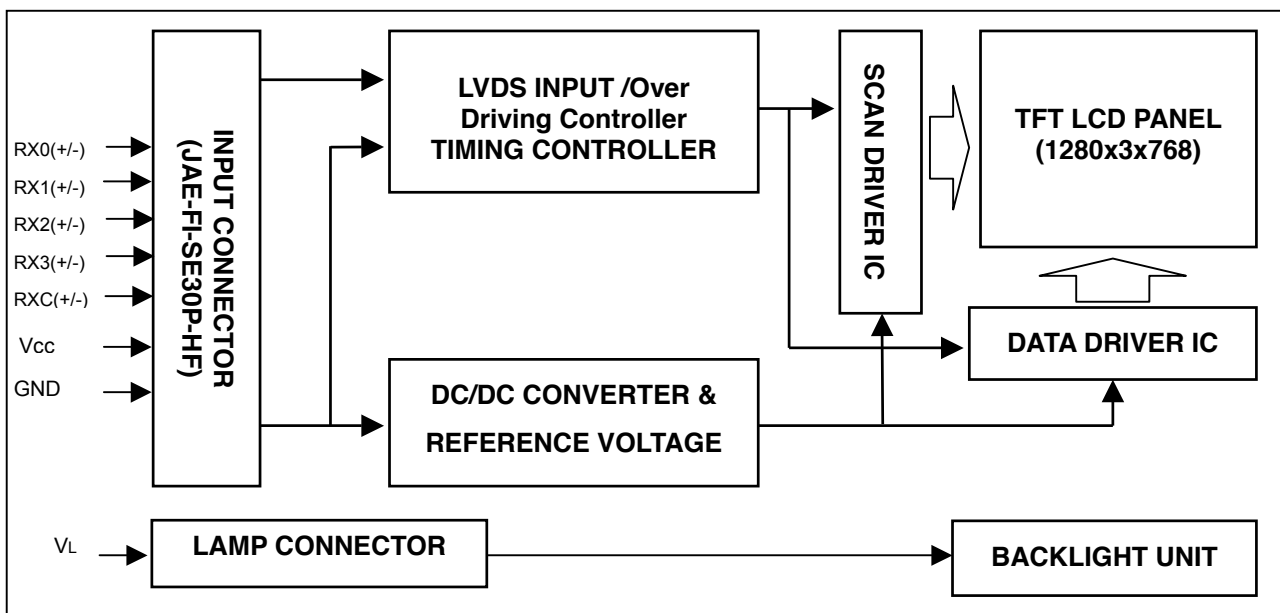 RX0(+/-)
RX1(+/-)
RX2(+/-)
RX3(+/-)
RXC(+/-)
Vcc
GND
INPUT CONNECTOR
(JAE-FI-SE30P-HF)
LVDS INPUT /Over
Driving Controller
TIMING CONTROLLER
SCAN DRIVER IC
TFT LCD PANEL
(1280x3x768)
DATA DRIVER IC
DC/DC CONVERTER &
REFERENCE VOLTAGE
VL
LAMP CONNECTOR
BACKLIGHT UNIT